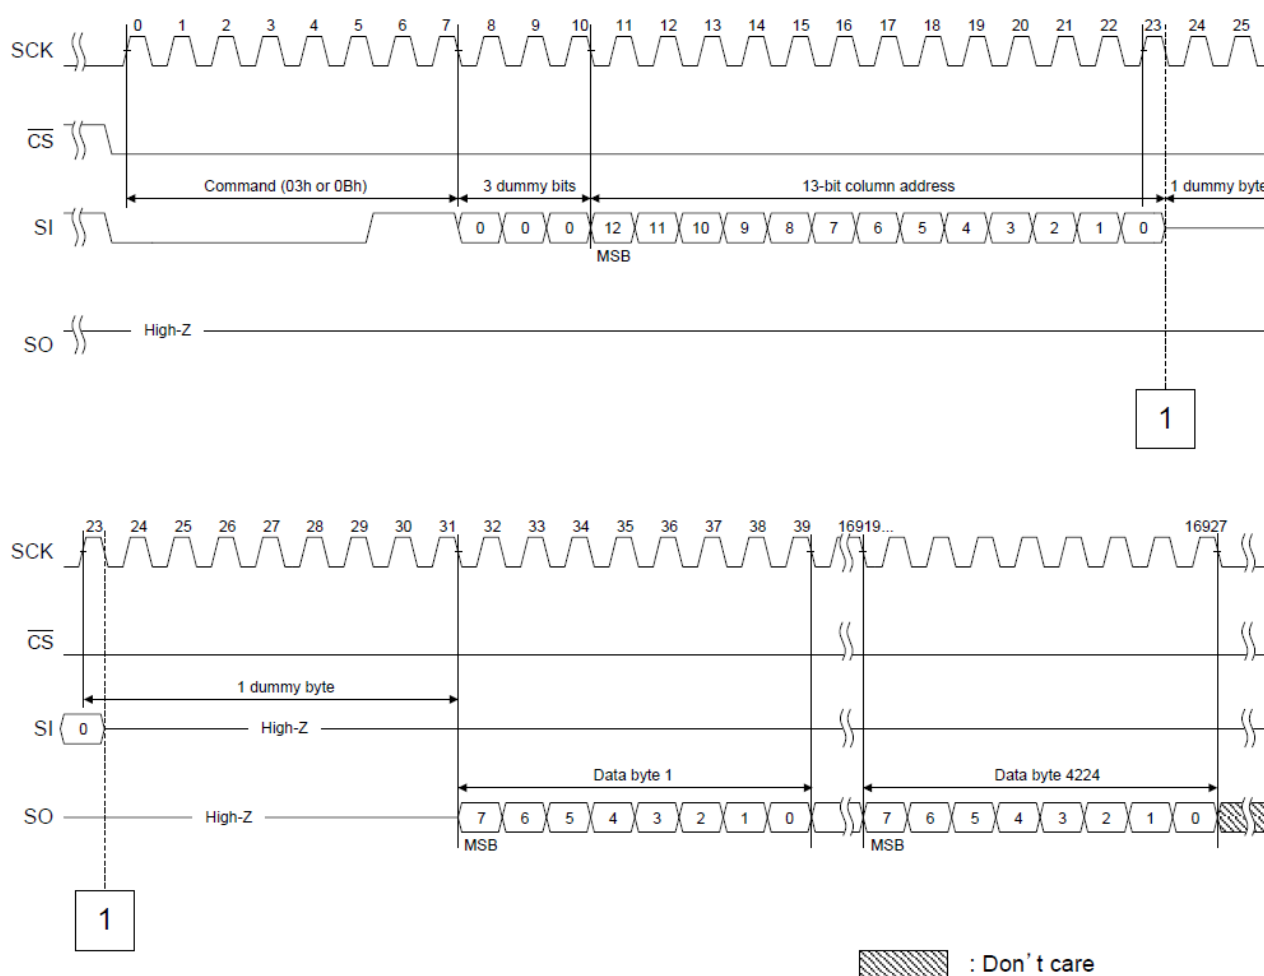 0 1 2 3 4 5 6 7 8 9 10 11 12 13 14 15 16 17 18 19 20 21 22 23 24 25
SCK
CS
Command (03h or 0Bh) 3 dummy bits 13-bit column address 1 dummy byte
SI 0 0 0 12 11 10 9 8 7 6 5 4 3 2 1 0
MSB
SO High-Z
1
23 24 25 26 27 28 29 30 31 32 33 34 35 36 37 38 39 16919... 16927
SCK
CS
1 dummy byte
SI 0 High-Z
Data byte 1 Data byte 4224
SO High-Z 7 6 5 4 3 2 1 0 7 6 5 4 3 2 1 0
MSB MSB
1
: Don't care